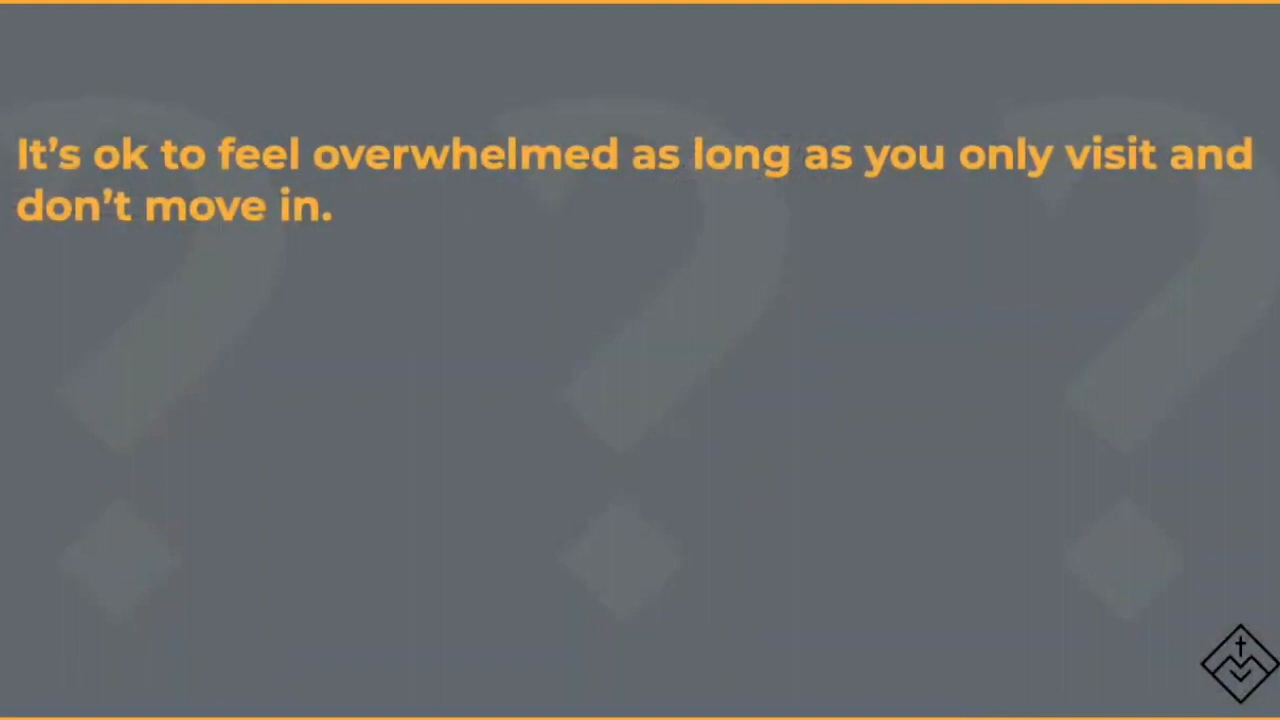 It’s ok to feel overwhelmed as long as you only visit and
don’t move in.